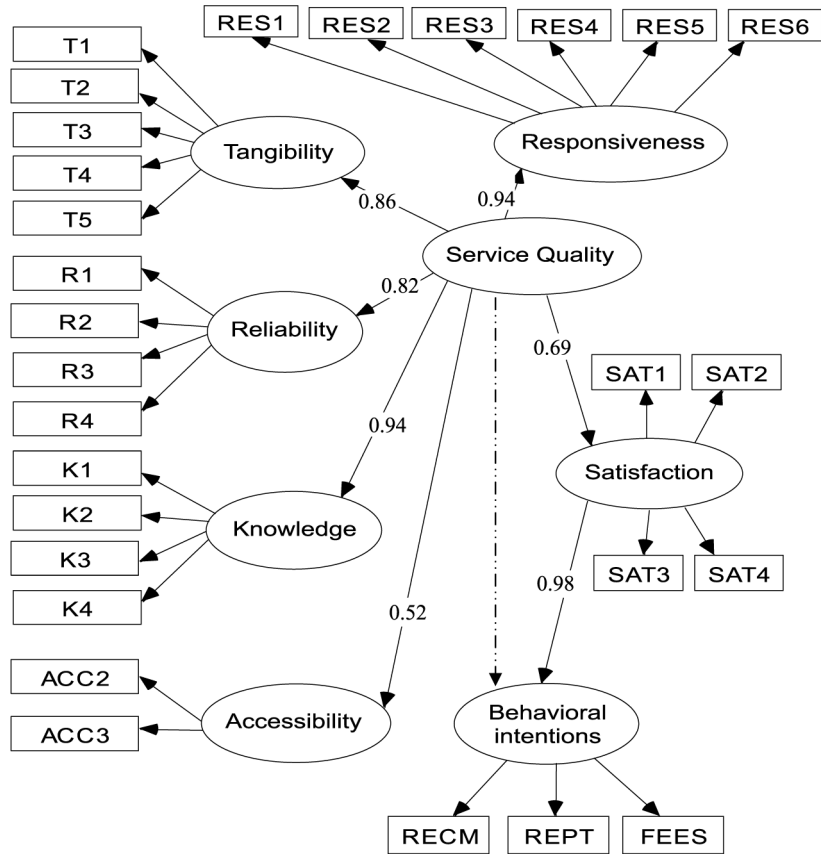 RES1
RES2
RES3
RES4
RES5
RES6
T1
T2
T3
T4
T5
Tangibility
Responsiveness
0.86
0.94
Service Quality
R1
R2
R3
R4
Reliability
0.82
0.69
SAT1
SAT2
Satisfaction
SAT3
SAT4
0.94
K1
K2
K3
K4
Knowledge
0.98
0.52
ACC2
ACC3
Accessibility
Behavioral
intentions
RECM
REPT
FEES